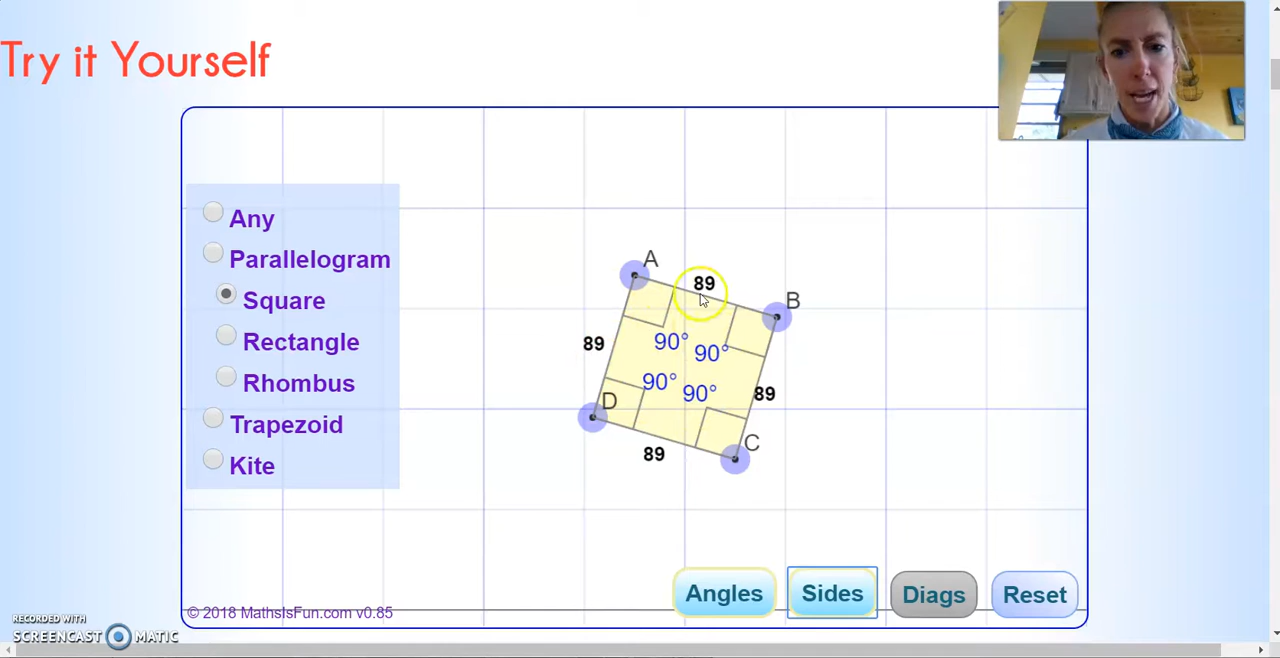 Try it Yourself
Any
Parallelogram
Square
Rectangle
Rhombus
Trapezoid
Kite
A
89
B
89
90°
90°
90°
90°
89
D
C
89
Angles
Sides
Diags
Reset
© 2018 MathsIsFun.com v0.85
RECORDED WITH
SCREENCAST MATIC